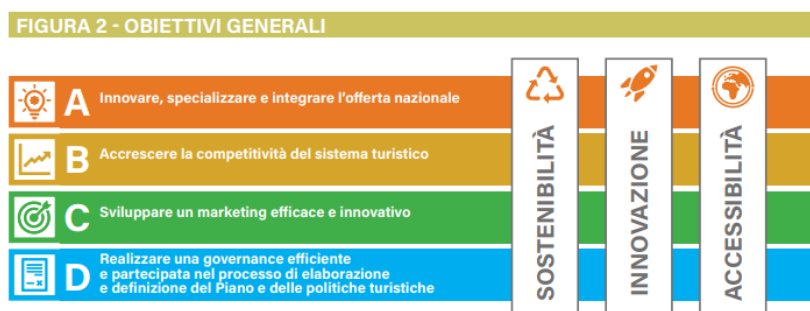 FIGURA 2 - OBIETTIVI GENERALI
A Innovare, specializzare e integrare l'offerta nazionale
B Accrescere la competitività del sistema turistico
C Sviluppare un marketing efficace e innovativo
D Realizzare una governance efficiente
e partecipata nel processo di elaborazione
e definizione del Piano e delle politiche turistiche
SOSTENIBILITÀ
INNOVAZIONE
ACCESSIBILITÀ